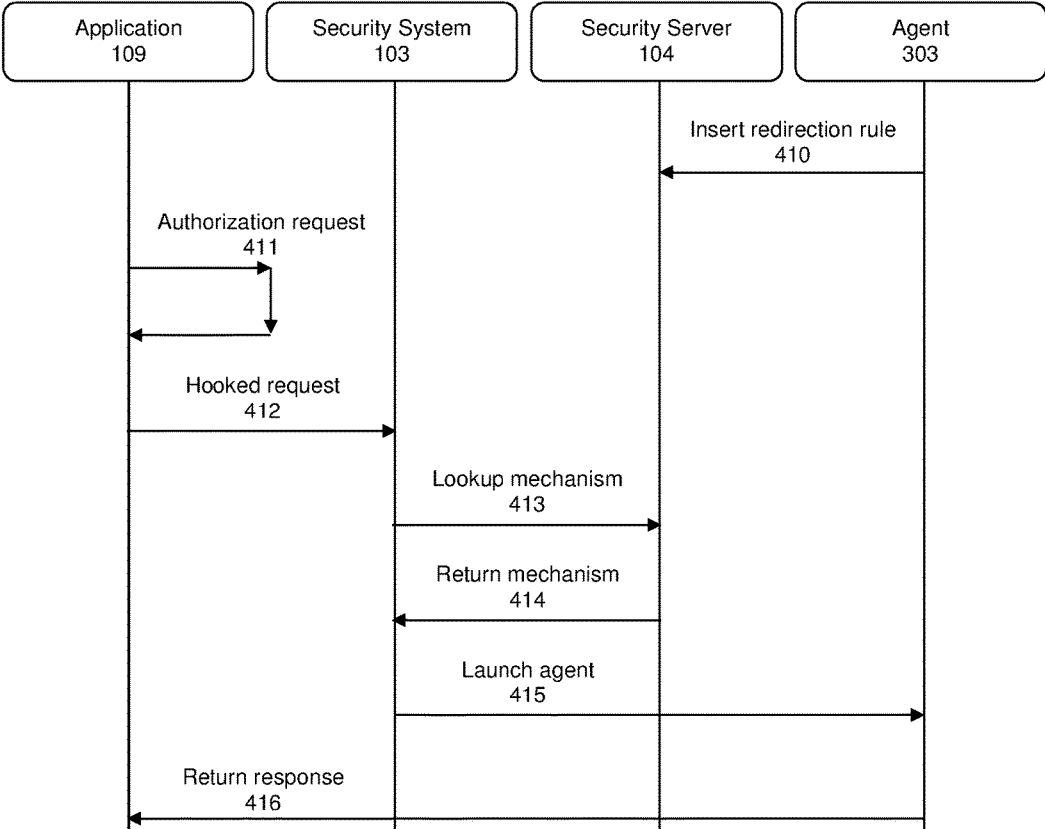 Application
109
Security System
103
Security Server
104
Agent
303
Insert redirection rule
410
Authorization request
411
Hooked request
412
Lookup mechanism
413
Return mechanism
414
Launch agent
415
Return response
416